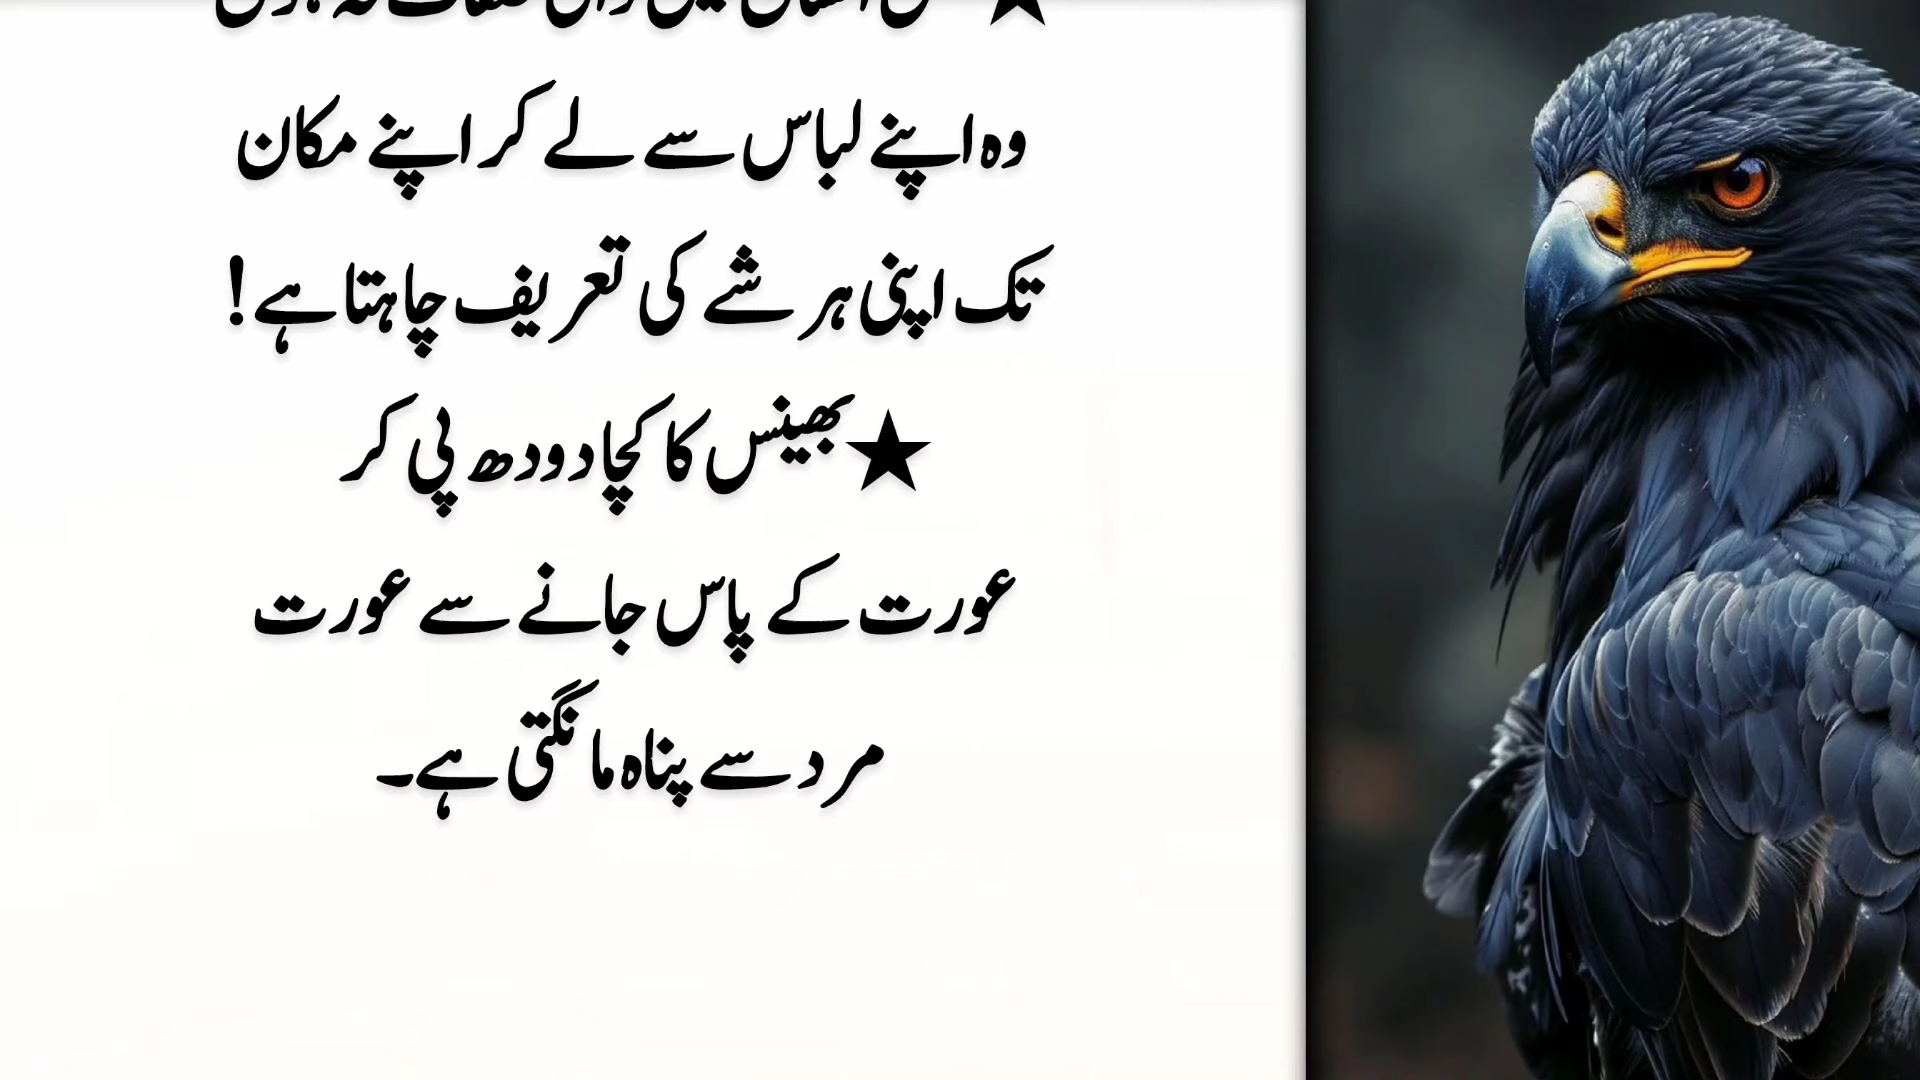 وہ اپنے لباس سے لے کر اپنے مکان
تک اپنی ہر شے کی تعریف چاہتا ہے!
★بھینس کا کچا دودھ پی کر
عورت کے پاس جانے سے عورت
مرد سے پناہ مانگتی ہے۔